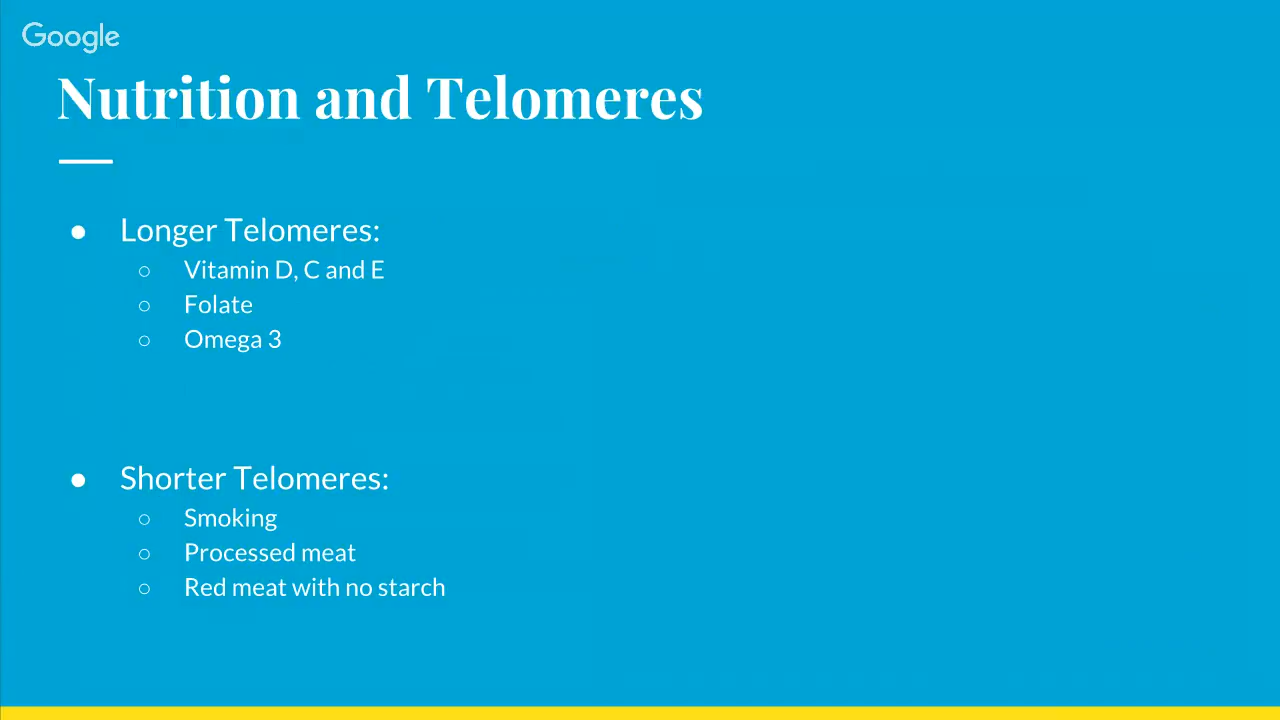 Google
Nutrition and Telomeres
● Longer Telomeres:
○ Vitamin D, C and E
○ Folate
○ Omega 3
● Shorter Telomeres:
○ Smoking
○ Processed meat
○ Red meat with no starch